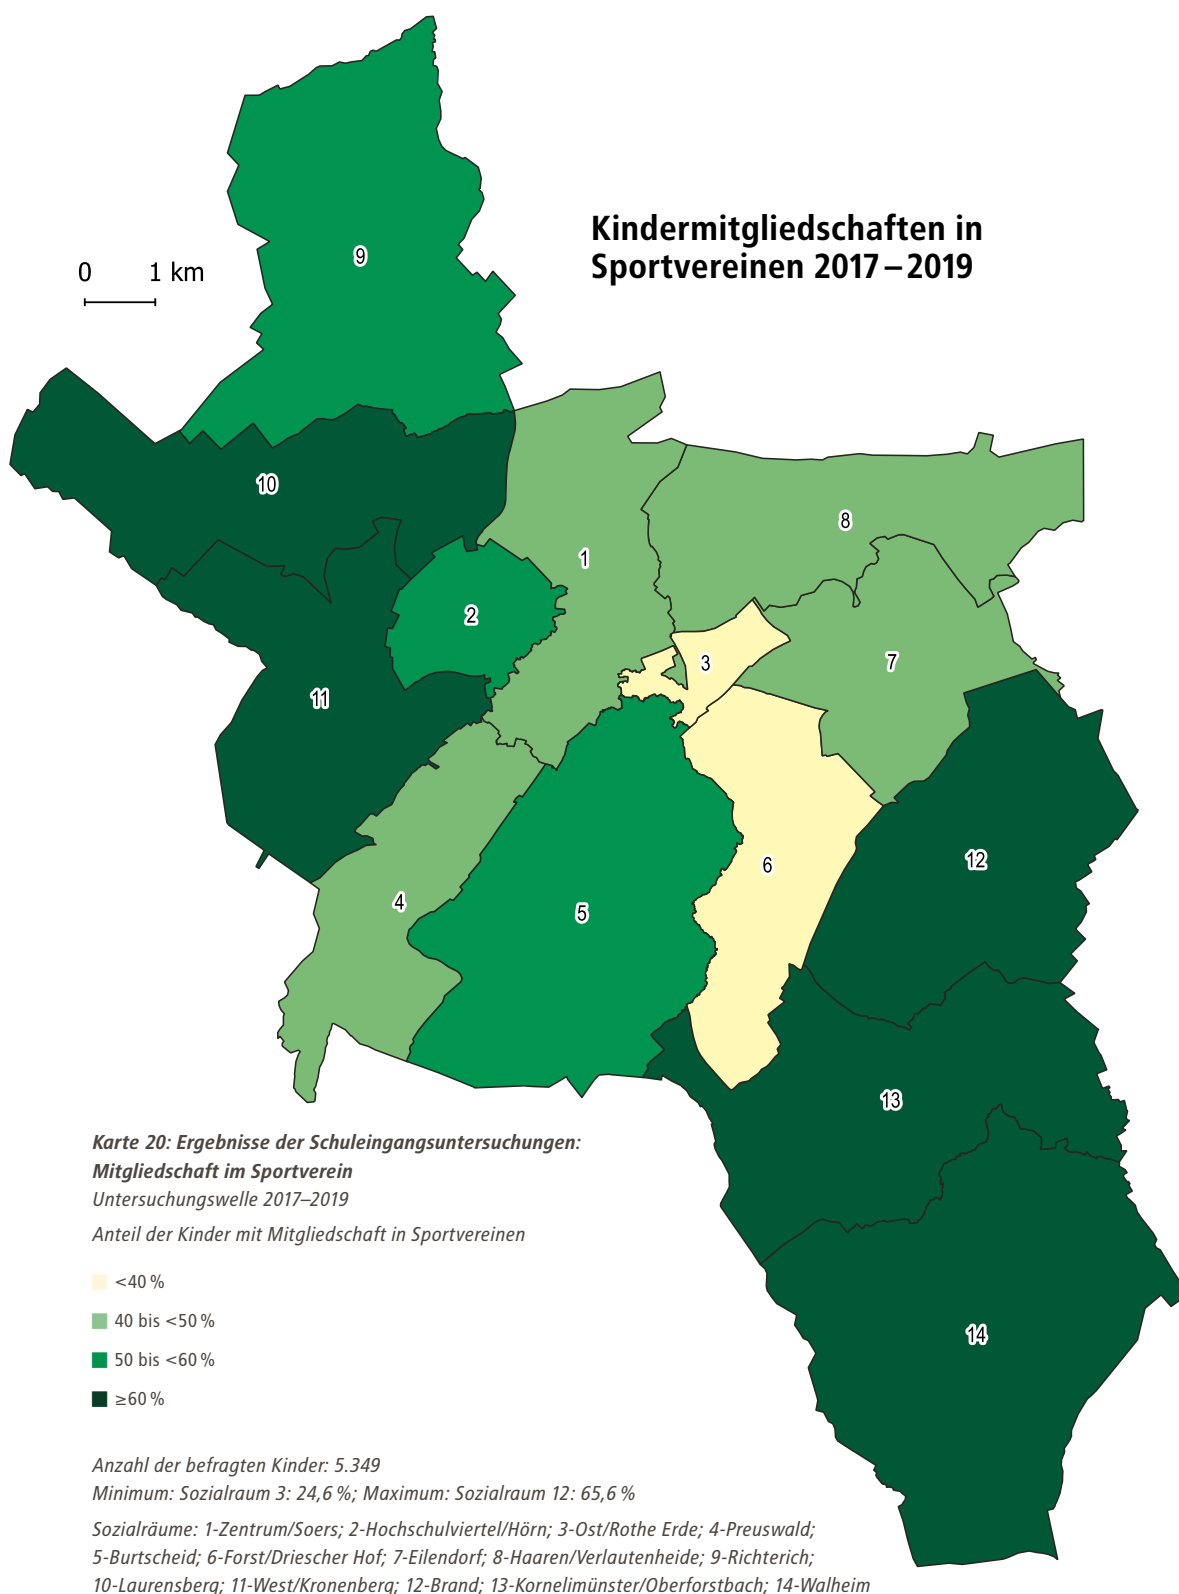 Kindermitgliedschaften in
Sportvereinen 2017–2019
0 1 km
9
10
8
1
2
3
7
11
12
6
4
5
13
14
Karte 20: Ergebnisse der Schuleingangsuntersuchungen:
Mitgliedschaft im Sportverein
Untersuchungswelle 2017–2019
Anteil der Kinder mit Mitgliedschaft in Sportvereinen
<40 %
40 bis <50 %
50 bis <60 %
≥60 %
Anzahl der befragten Kinder: 5.349
Minimum: Sozialraum 3: 24,6 %; Maximum: Sozialraum 12: 65,6 %
Sozialräume: 1-Zentrum/Soers; 2-Hochschulviertel/Hörn; 3-Ost/Rothe Erde; 4-Preuswald;
5-Burtscheid; 6-Forst/Driescher Hof; 7-Eilendorf; 8-Haaren/Verlautenheide; 9-Richterich;
10-Laurensberg; 11-West/Kronenberg; 12-Brand; 13-Kornelimünster/Oberforstbach; 14-Walheim